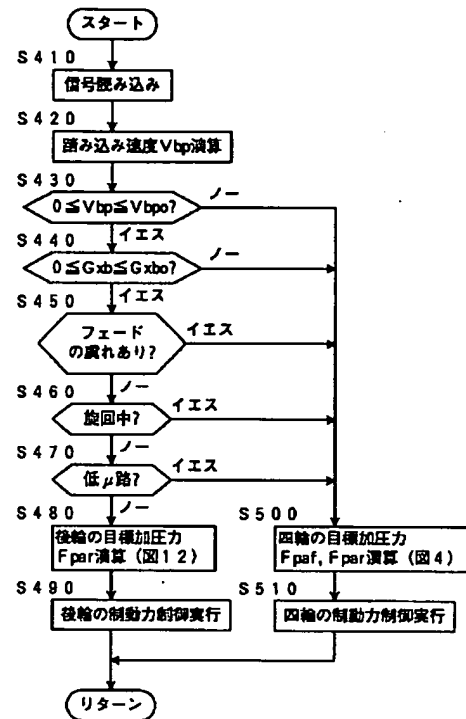 スタート
S410
信号読み込み
S420
踏み込み速度Vbp演算
S430
0≦Vbp≦Vbpo?
ノー
イエス
S440
0≦Gxb≦Gxbo?
ノー
イエス
S450
フェード
の虞れあり?
イエス
ノー
S460
旋回中?
イエス
ノー
S470
低μ路?
イエス
ノー
S480
後輪の目標加圧力
Fpar演算(図12)
S490
後輪の制動力制御実行
S500
四輪の目標加圧力
Fpaf, Fpar演算(図4)
S510
四輪の制動力制御実行
リターン